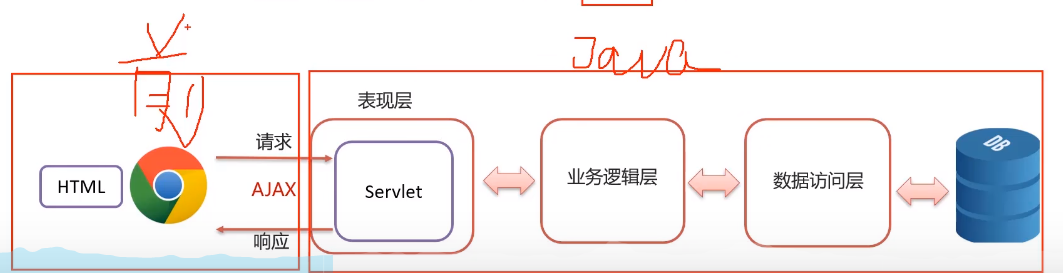 前
Java
表现层
请求
HTML
AJAX
Servlet
业务逻辑层
数据访问层
DB
响应